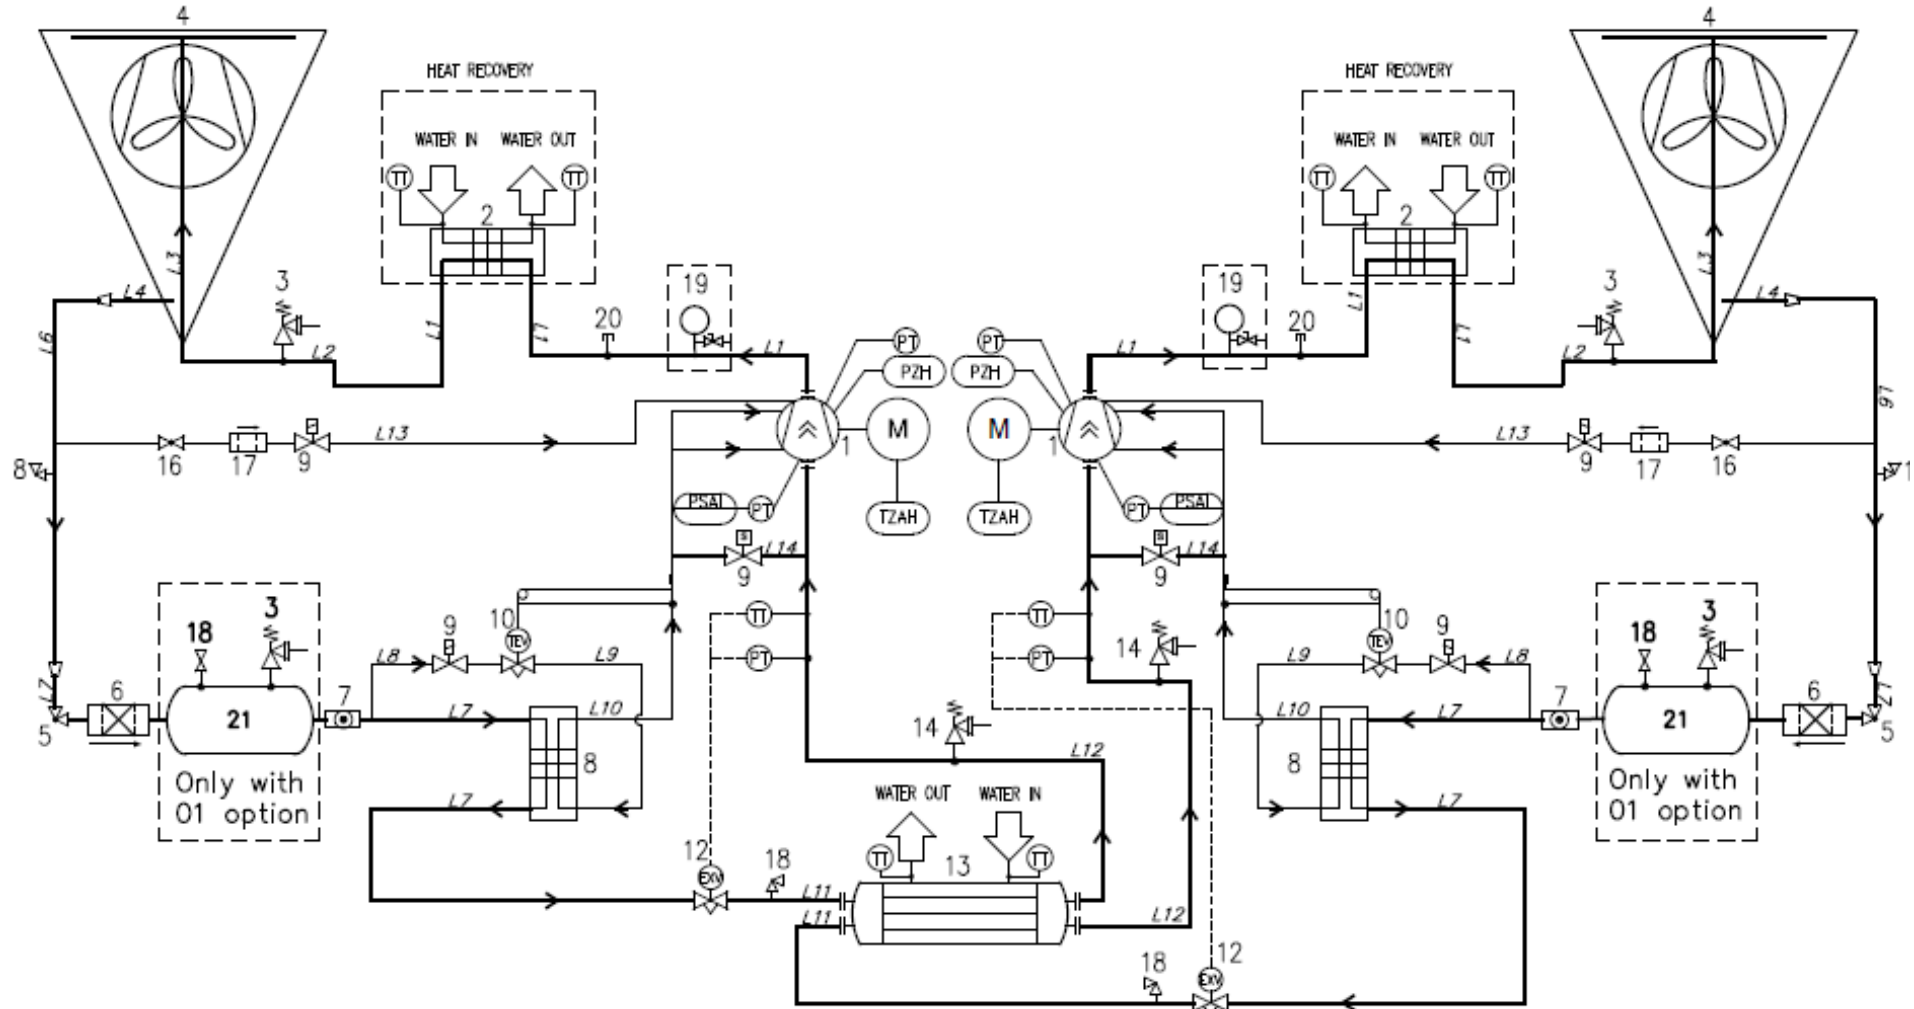 4
4
HEAT RECOVERY
HEAT RECOVERY
WATER IN
WATER OUT
WATER IN
WATER OUT
TT
TT
TT
TT
2
2
L3
L3
L4
L4
3
3
19
19
20
20
L1
L1
L1
L1
L1
L1
L2
L2
L6
L6
PT
PT
PZH
PZH
M
M
1
1
L13
L13
16
17
9
9
17
16
8
1
PSAL
PT
TZAH
TZAH
PT
PSAL
L14
L14
9
9
TT
TT
PT
PT
18
3
18
3
10
9
10
9
TEV
TEV
L8
L9
L9
L8
14
14
L7
L7
6
6
7
7
5
5
21
21
L7
L10
L10
L7
8
8
Only with
01 option
Only with
01 option
L7
L7
L12
WATER OUT
WATER IN
TT
TT
13
12
EXV
18
L11
L11
L12
18
12
EXV